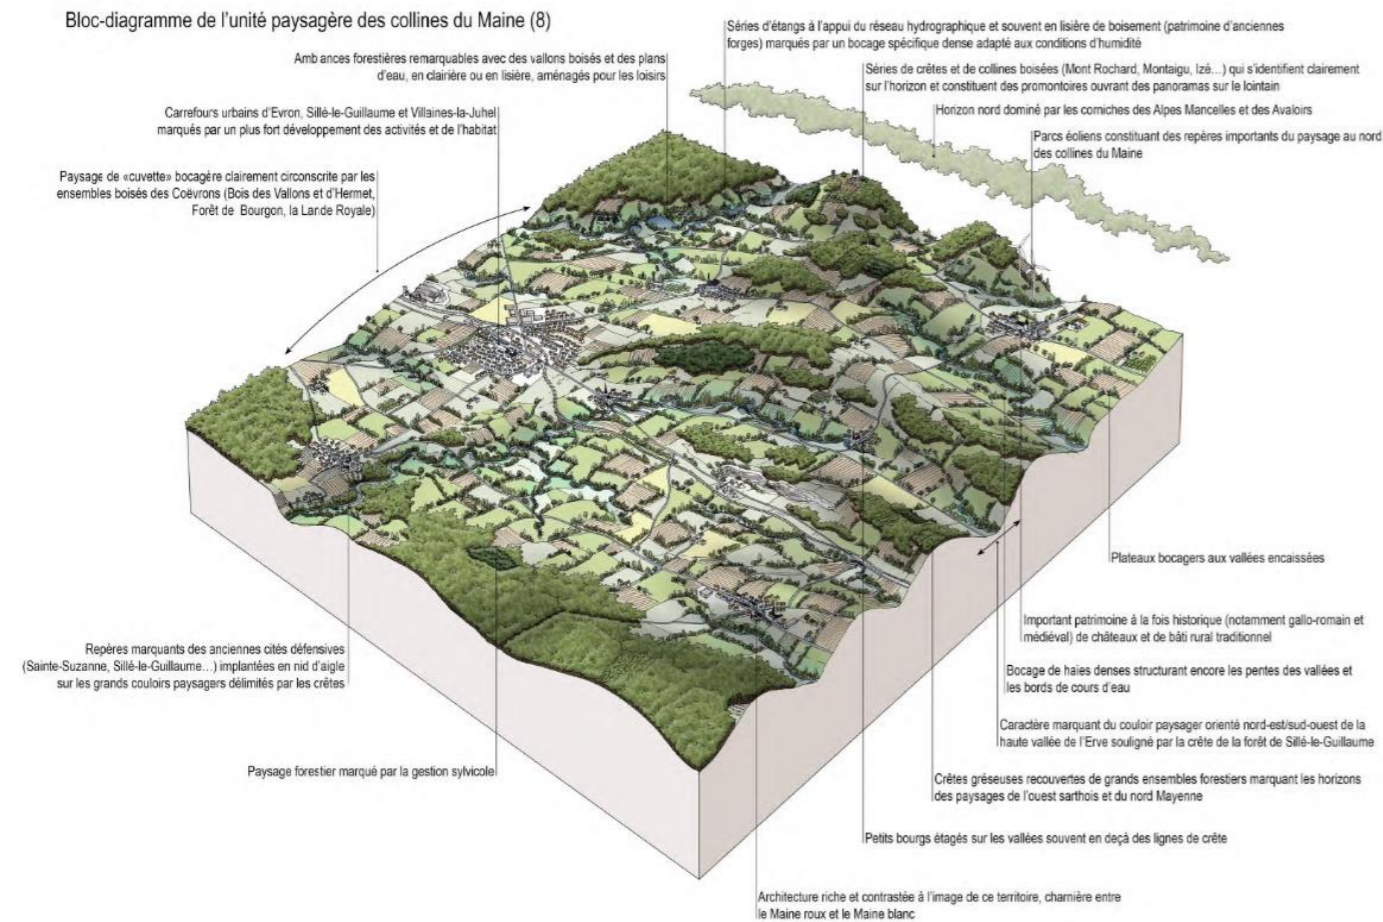 Bloc-diagramme de l'unité paysagère des collines du Maine (8)
Séries d'étangs à l'appui du réseau hydrographique et souvent en lisière de boisement (patrimoine d'anciennes
forges) marqués par un bocage spécifique dense adapté aux conditions d'humidité
Amb ances forestières remarquables avec des vallons boisés et des plans
d'eau, en clairière ou en lisière, aménagés pour les loisirs
Séries de crêtes et de collines boisées (Mont Rochard, Montaigu, Izé...) qui s'identifient clairement
sur l'horizon et constituent des promontoires ouvrant des panoramas sur le lointain
Carrefours urbains d'Evron, Sillé-le-Guillaume et Villaines-la-Juhel
marqués par un plus fort développement des activités et de l'habitat
Horizon nord dominé par les corniches des Alpes Mancelles et des Avaloirs
Parcs éoliens constituant des repères importants du paysage au nord
des collines du Maine
Paysage de «cuvette» bocagère clairement circonscrite par les
ensembles boisés des Coëvrons (Bois des Vallons et d'Hermet,
Forêt de Bourgon, la Lande Royale)
Plateaux bocagers aux vallées encaissées
Important patrimoine à la fois historique (notamment gallo-romain et
médiéval) de châteaux et de bâti rural traditionnel
Repères marquants des anciennes cités défensives
(Sainte-Suzanne, Sillé-le-Guillaume...) implantées en nid d'aigle
sur les grands couloirs paysagers délimités par les crêtes
Bocage de haies denses structurant encore les pentes des vallées et
les bords de cours d'eau
Caractère marquant du couloir paysager orienté nord-est/sud-ouest de la
haute vallée de l'Erve souligné par la crête de la forêt de Sillé-le-Guillaume
Paysage forestier marqué par la gestion sylvicole
Crêtes gréseuses recouvertes de grands ensembles forestiers marquant les horizons
des paysages de l'ouest sarthois et du nord Mayenne
Petits bourgs étagés sur les vallées souvent en deçà des lignes de crête
Architecture riche et contrastée à l'image de ce territoire, charnière entre
le Maine roux et le Maine blanc